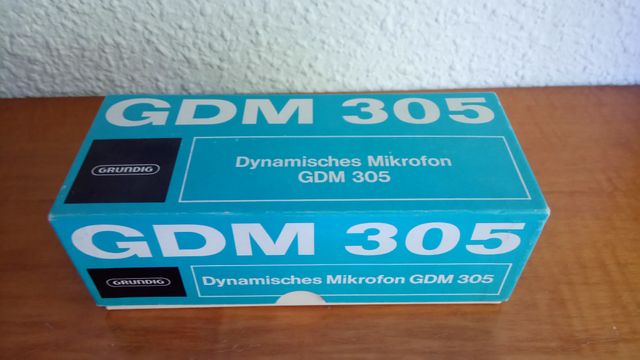 GDM 305
GRUNDIG
Dynamisches Mikrofon
GDM 305
GDM 305
GRUNDIG
Dynamisches Mikrofon GDM 305